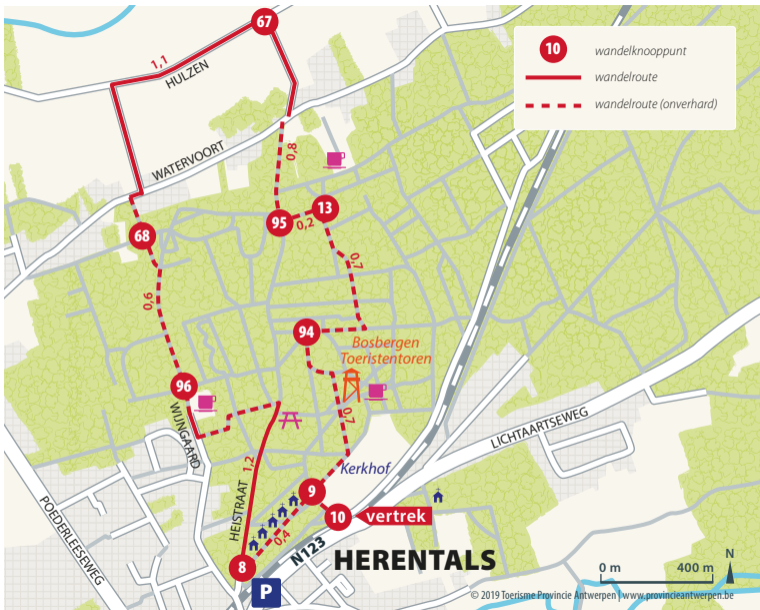 67
1,1
HULZEN
10
wandelknooppunt
wandelroute
wandelroute (onverhard)
WATERVOORT
0,8
13
95
0,2
68
0,7
0,6
94
Bosbergen
Toeristentoren
96
WIJNGAARD
0,7
LICHTAARTSEWEG
1,2
Kerkhof
HEISTRAAT
POEDERLEESEWEG
9
10
vertrek
0,4
N123
HERENTALS
8
P
0 m
400 m
N
© 2019 Toerisme Provincie Antwerpen | www.provincieantwerpen.be